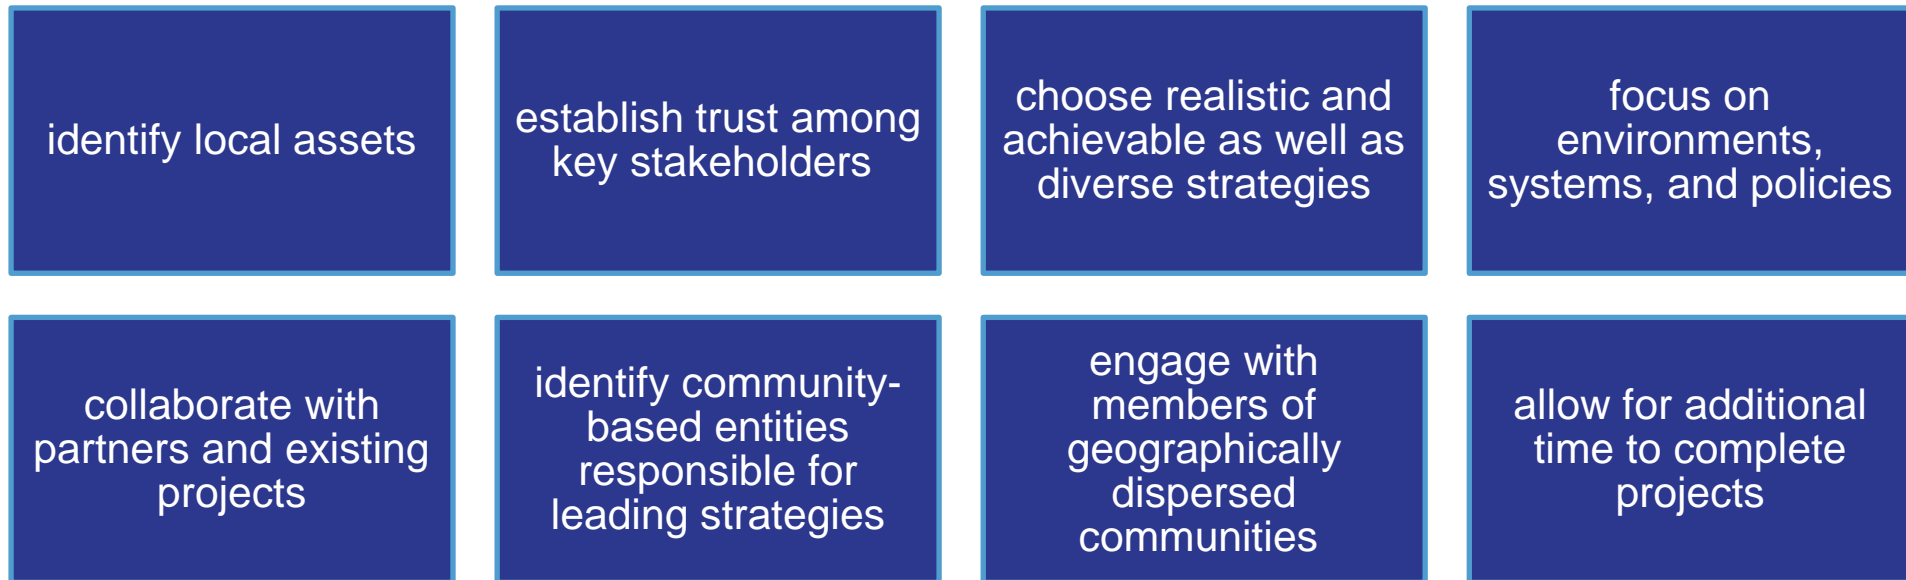 identify local assets
establish trust among
key stakeholders
choose realistic and
achievable as well as
diverse strategies
focus on
environments,
systems, and policies
collaborate with
partners and existing
projects
identify community-
based entities
responsible for
leading strategies
engage with
members of
geographically
dispersed
communities
allow for additional
time to complete
projects